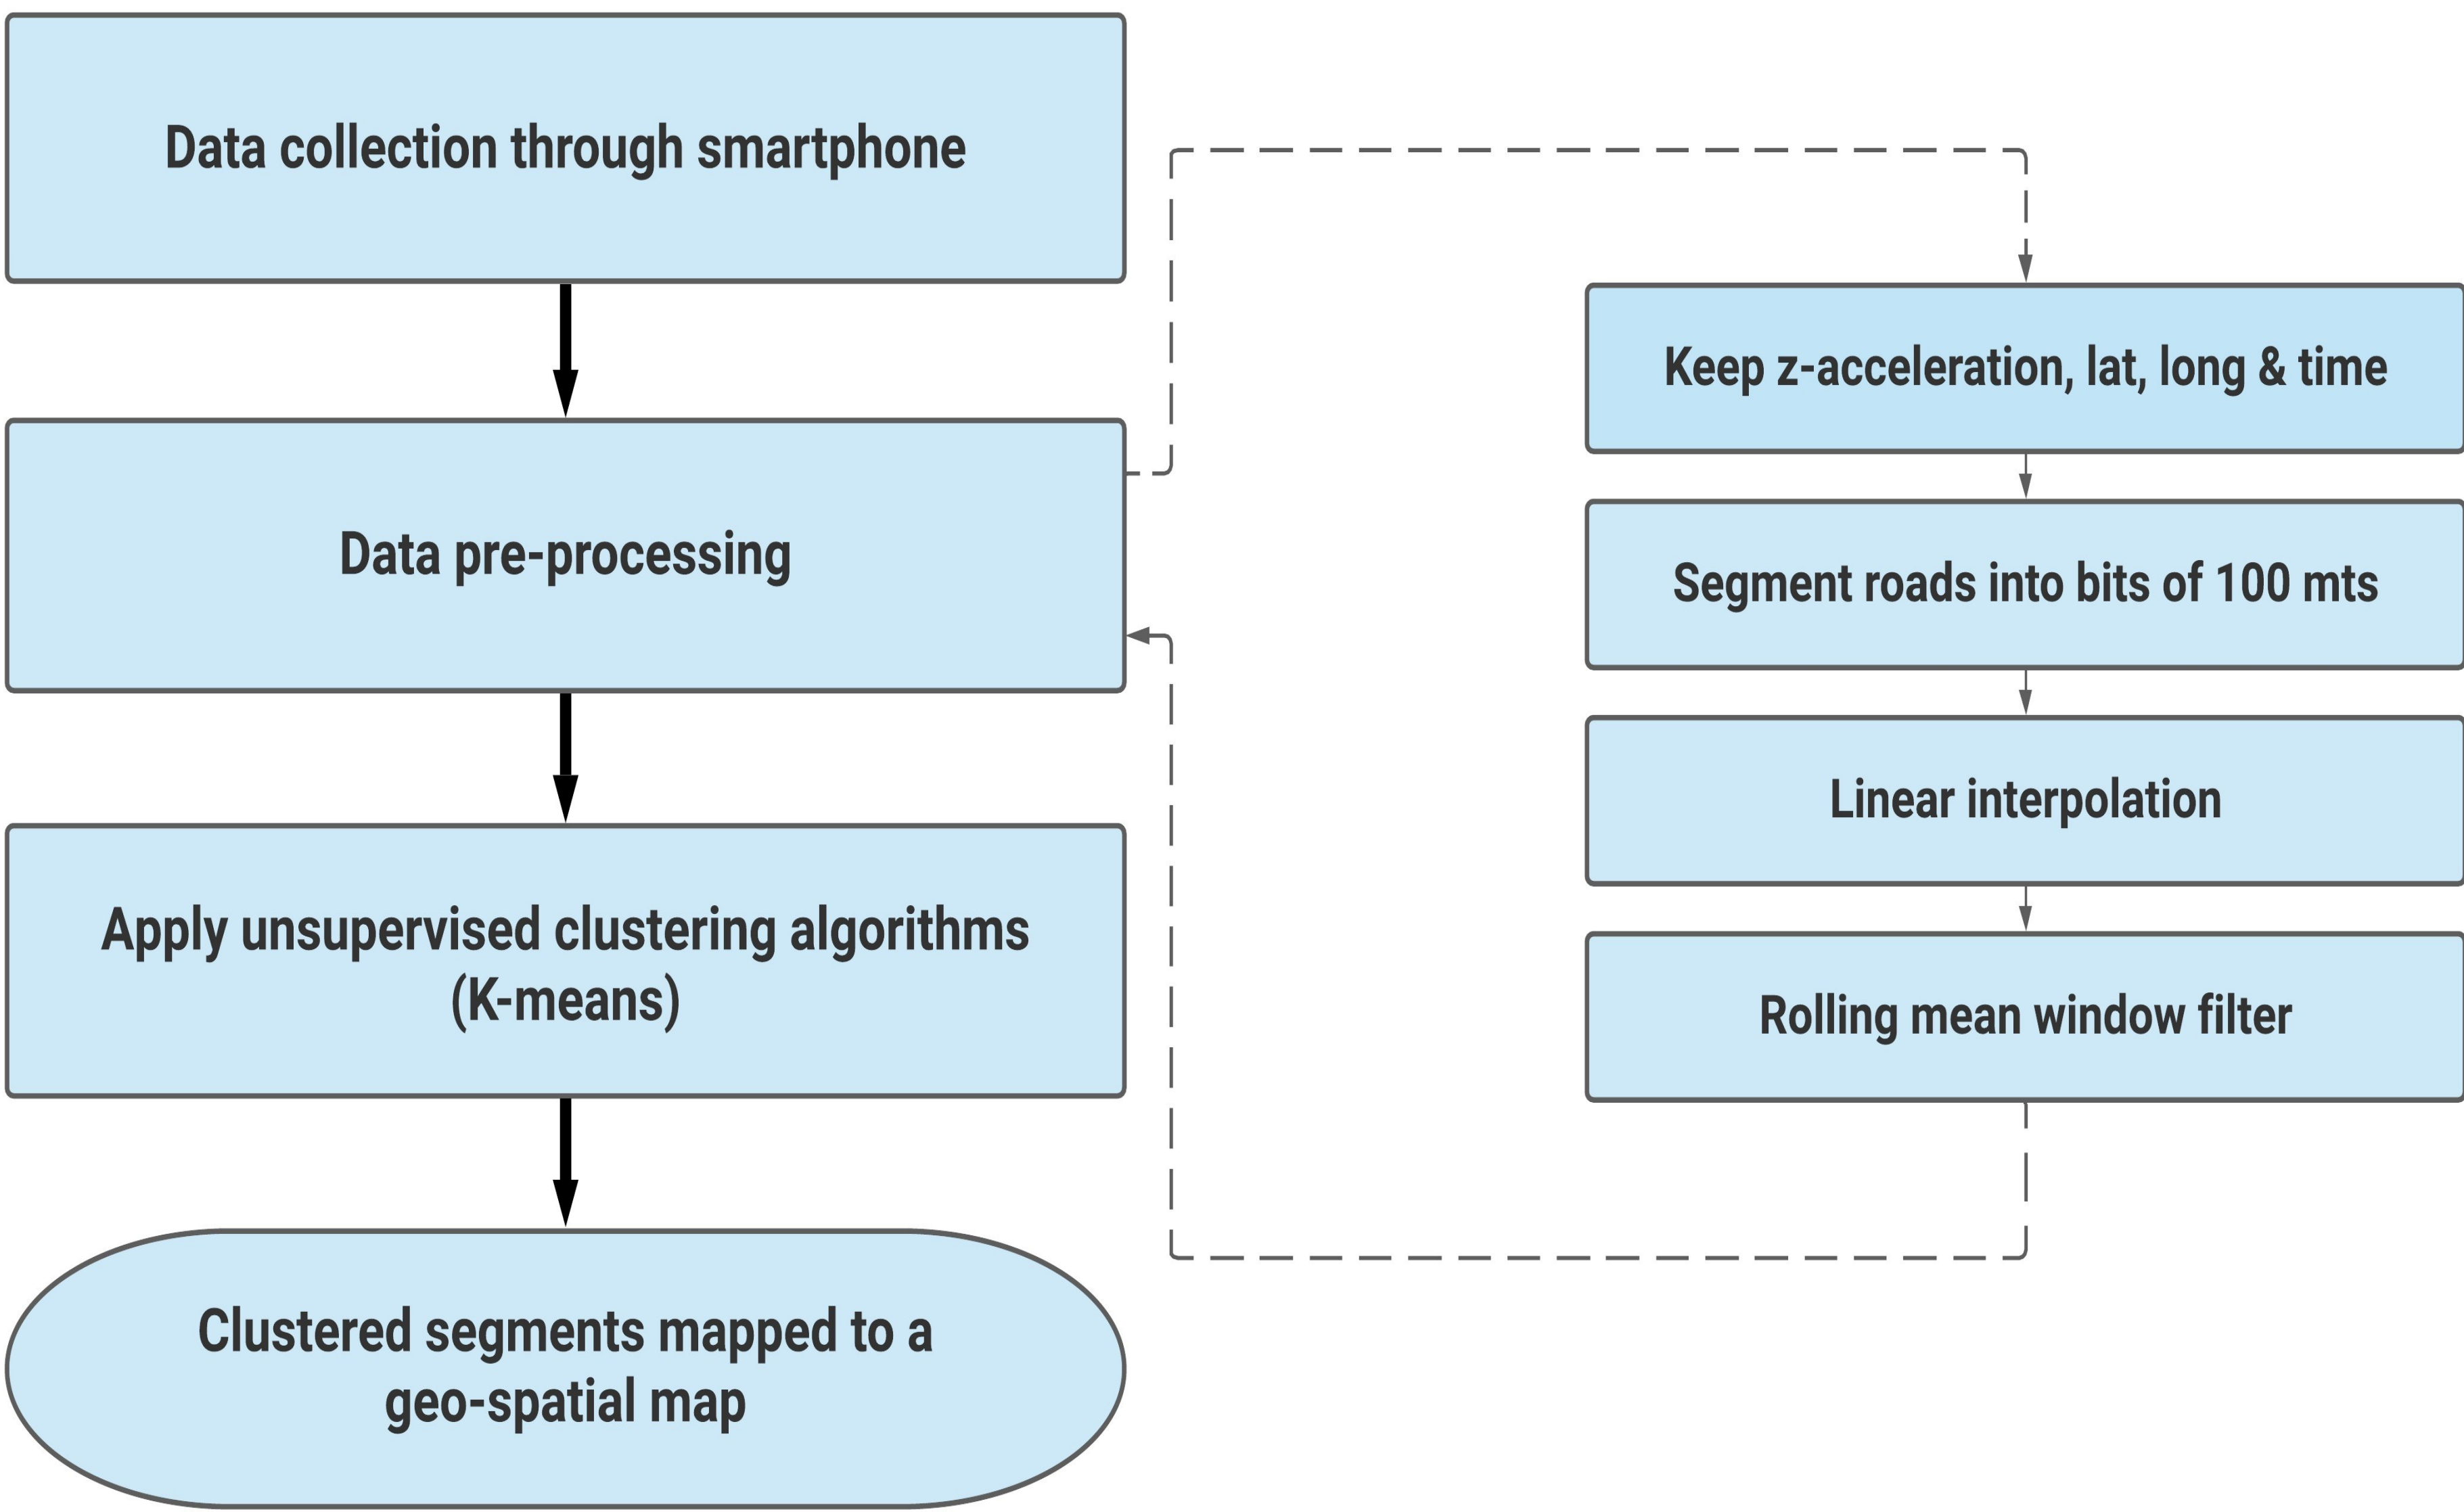 Data collection through smartphone
Data pre-processing
Apply unsupervised clustering algorithms
(K-means)
Clustered segments mapped to a
geo-spatial map
Keep z-acceleration, lat, long & time
Segment roads into bits of 100 mts
Linear interpolation
Rolling mean window filter